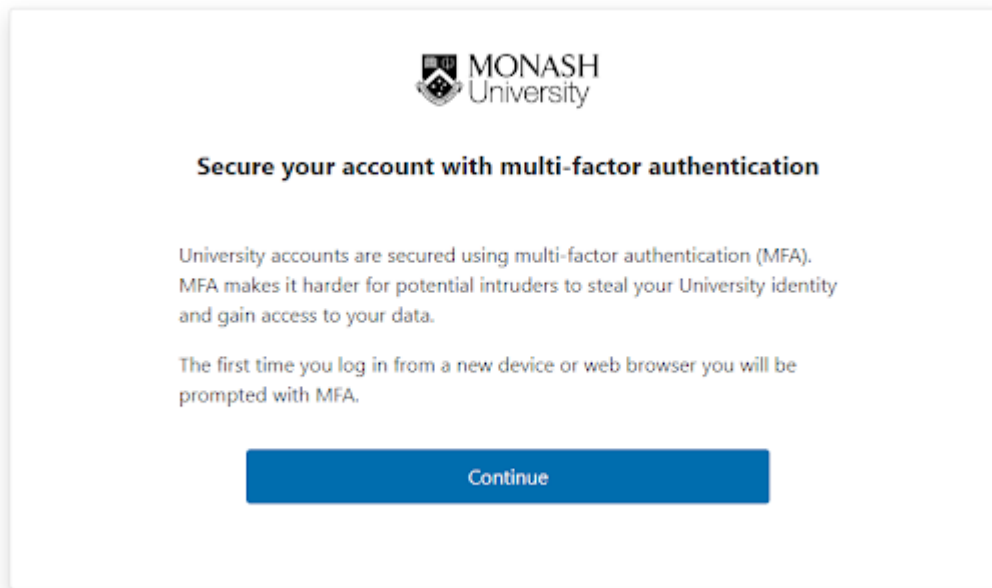 MONASH
University
Secure your account with multi-factor authentication
University accounts are secured using multi-factor authentication (MFA).
MFA makes it harder for potential intruders to steal your University identity
and gain access to your data.
The first time you log in from a new device or web browser you will be
prompted with MFA.
Continue